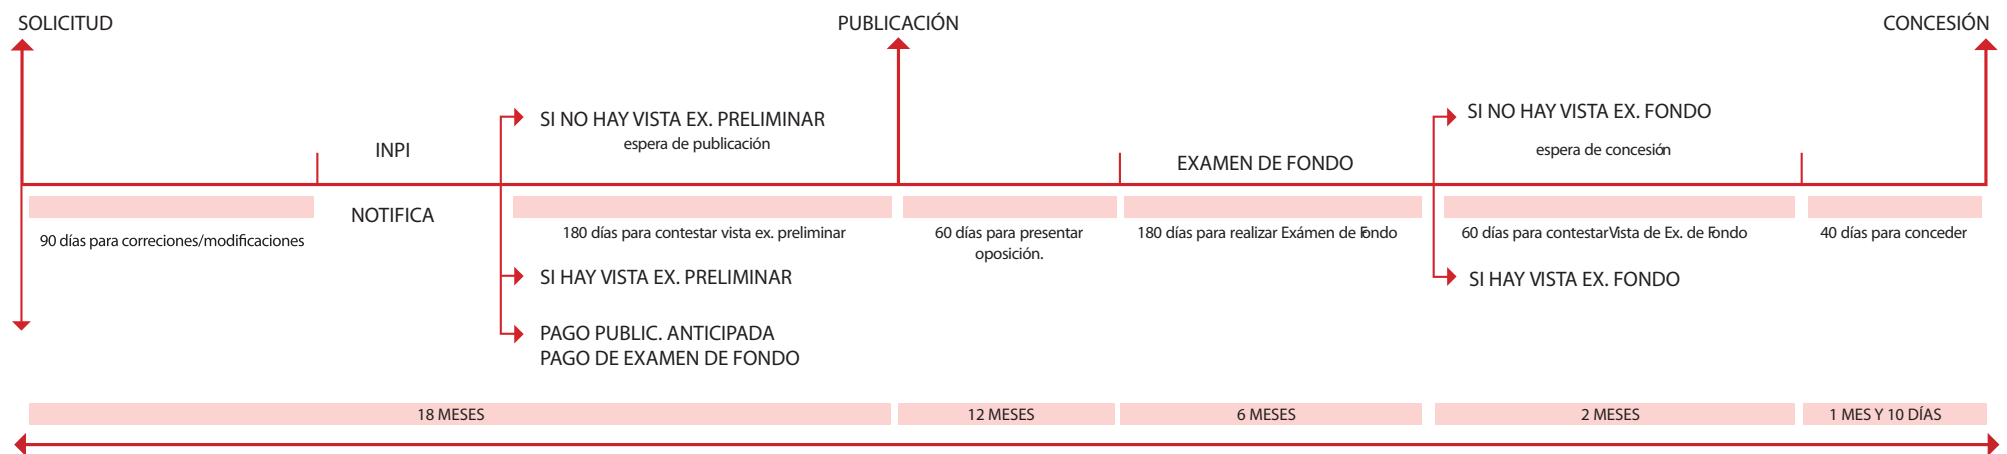 SOLICITUD
PUBLICACIÓN
CONCESIÓN
SI NO HAY VISTA EX. PRELIMINAR
espera de publicación
SI NO HAY VISTA EX. FONDO
espera de concesión
INPI
EXAMEN DE FONDO
NOTIFICA
90 días para correciones/modificaciones
180 días para contestar vista ex. preliminar
60 días para presentar
oposición.
180 días para realizar Exámen de Fondo
60 días para contestar Vista de Ex. de Fondo
40 días para conceder
SI HAY VISTA EX. PRELIMINAR
SI HAY VISTA EX. FONDO
PAGO PUBLIC. ANTICIPADA
PAGO DE EXAMEN DE FONDO
18 MESES
12 MESES
6 MESES
2 MESES
1 MES Y 10 DÍAS